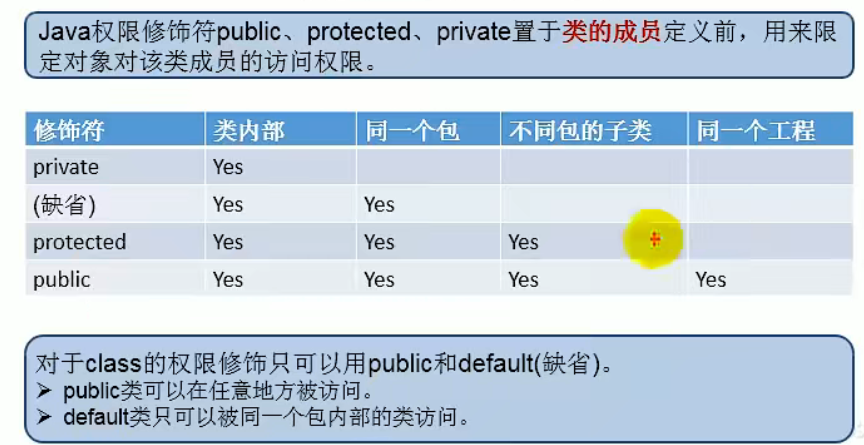 Java权限修饰符public、protected、private置于类的成员定义前，用来限
定对象对该类成员的访问权限。
修饰符 类内部 同一个包 不同包的子类 同一个工程
private Yes
(缺省) Yes Yes
protected Yes Yes Yes
public Yes Yes Yes Yes
对于class的权限修饰只可以用public和default(缺省)。
➢ public类可以在任意地方被访问。
➢ default类只可以被同一个包内部的类访问。